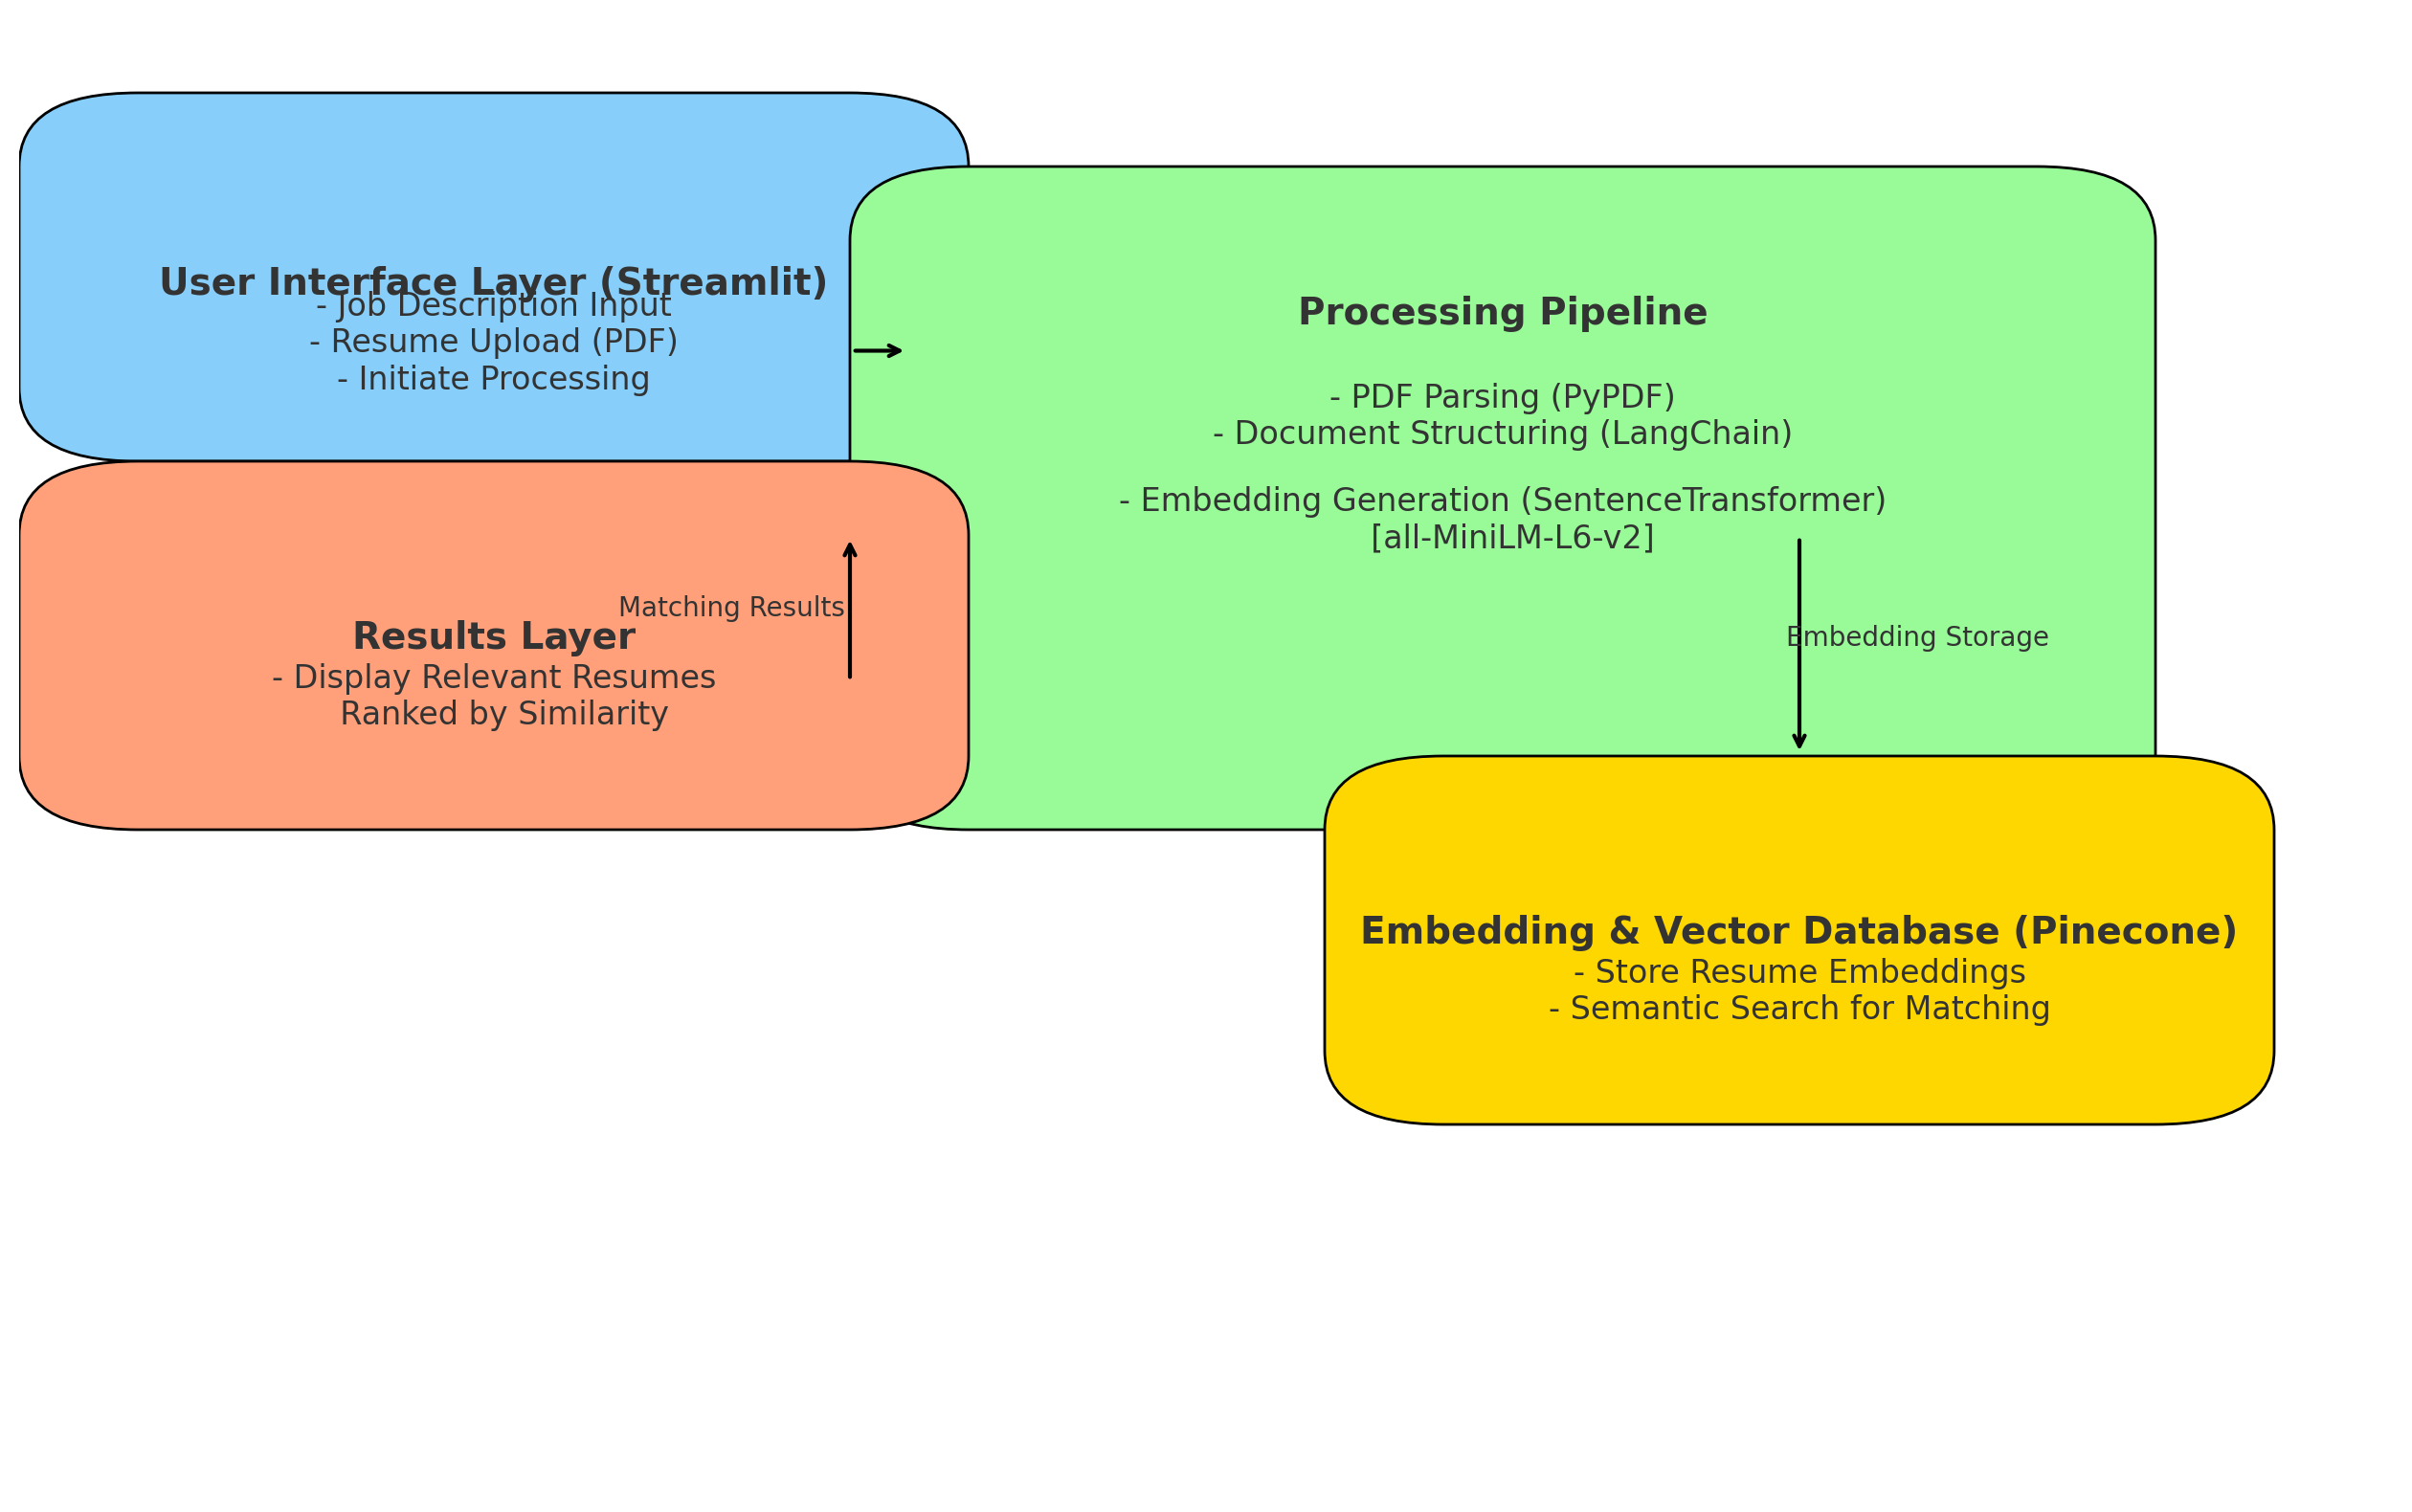 User Interface Layer (Streamlit)
- Job Description Input
- Resume Upload (PDF)
- Initiate Processing
Processing Pipeline
- PDF Parsing (PyPDF)
- Document Structuring (LangChain)
- Embedding Generation (SentenceTransformer)
[all-MiniLM-L6-v2]
Matching Results
Results Layer
- Display Relevant Resumes
Ranked by Similarity
Embedding Storage
Embedding & Vector Database (Pinecone)
- Store Resume Embeddings
- Semantic Search for Matching